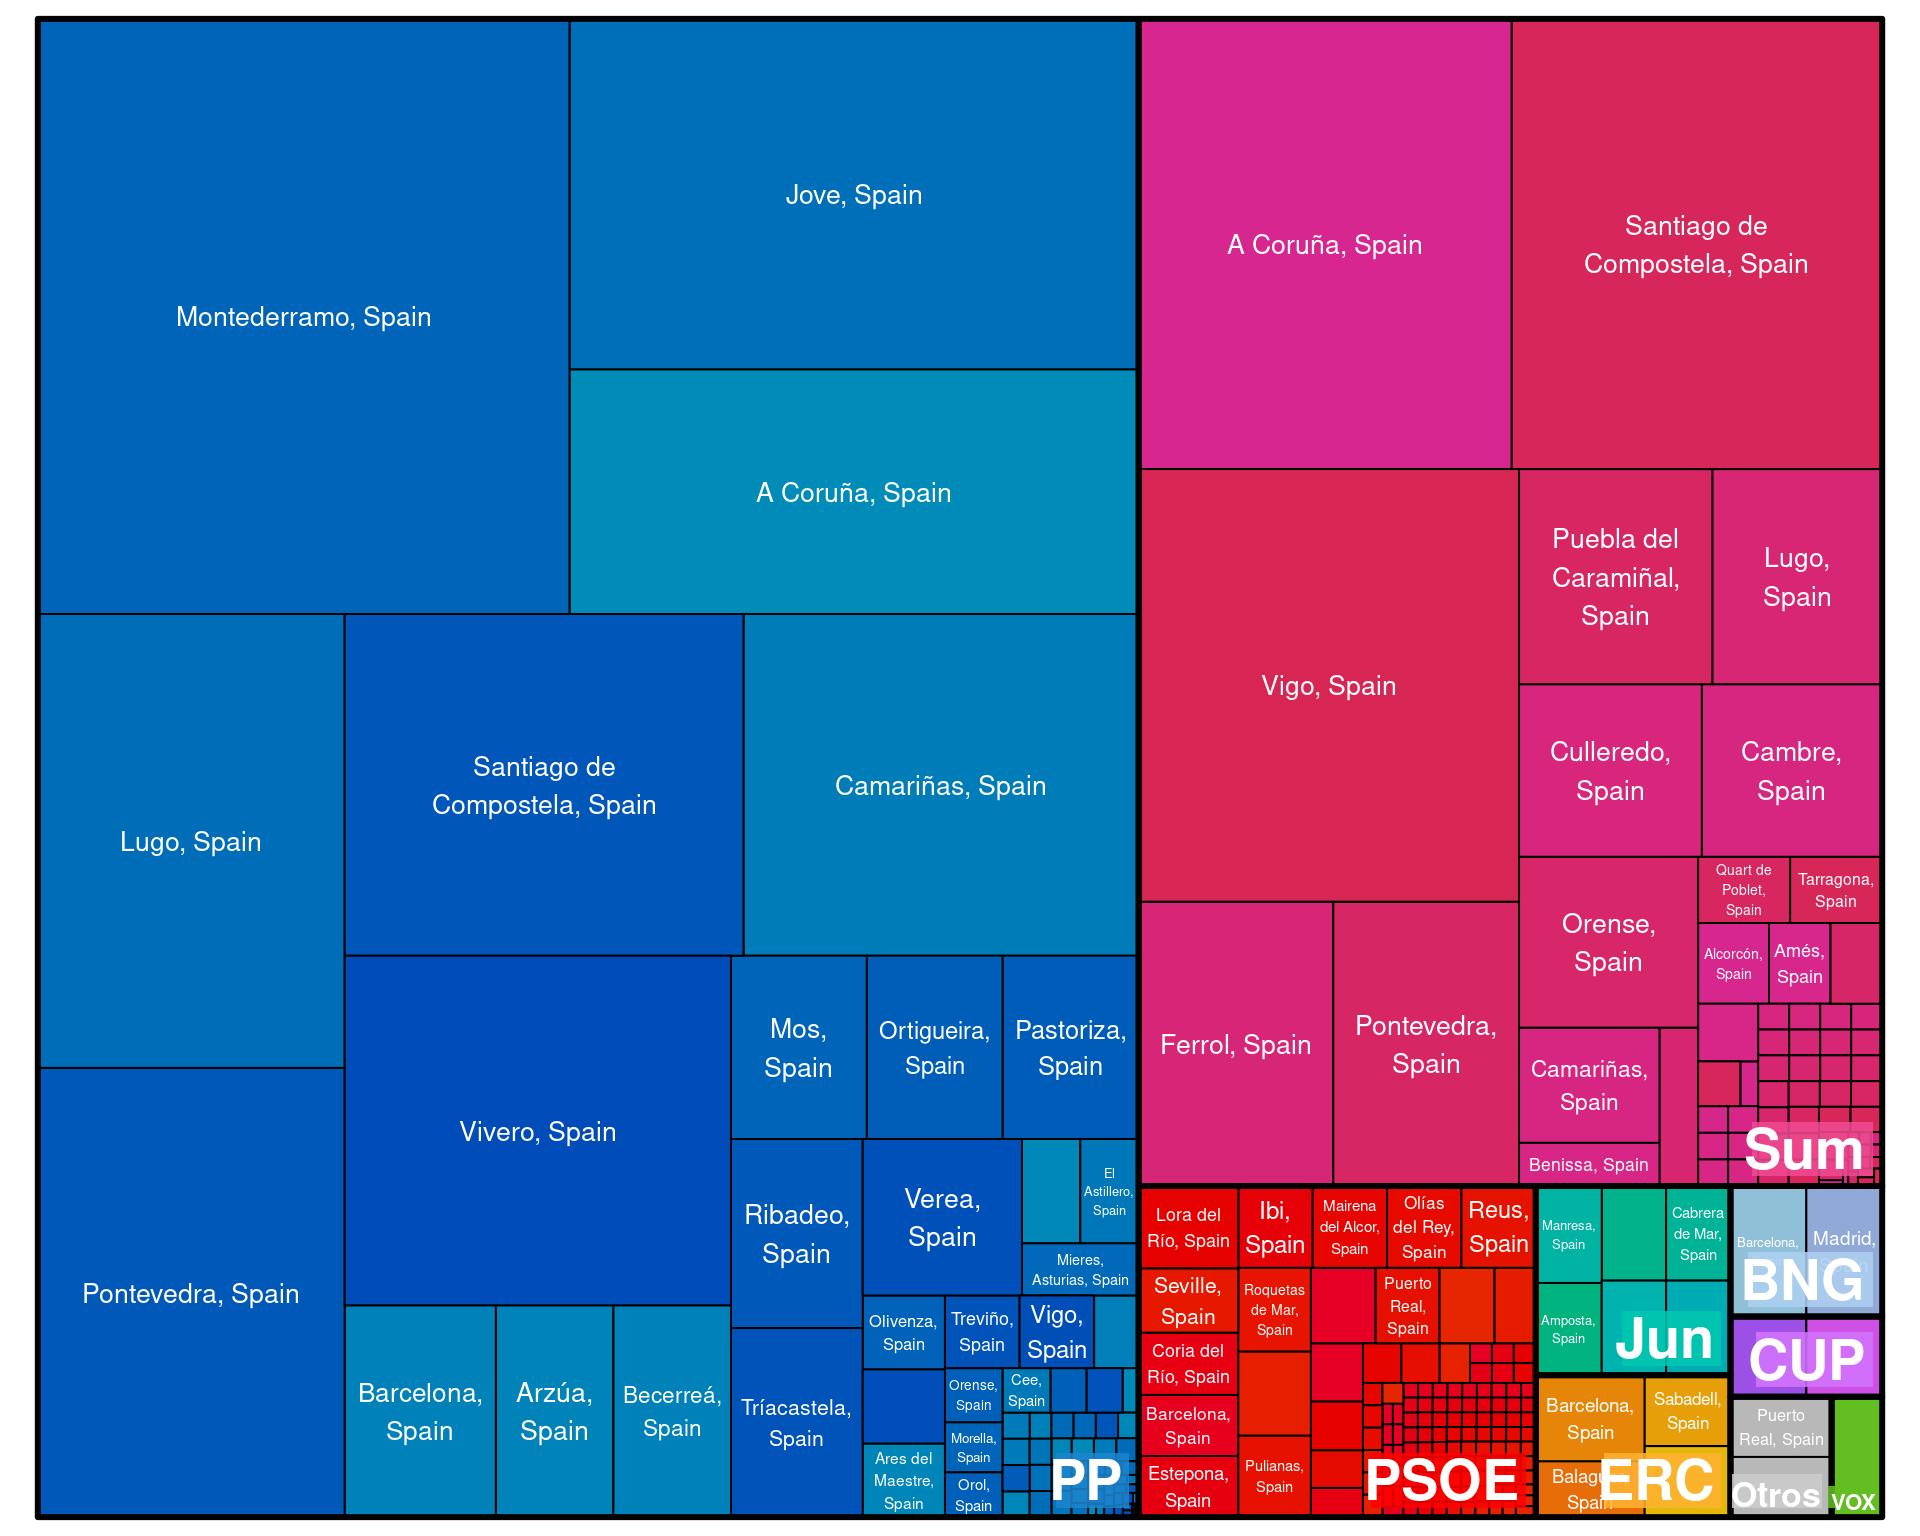 Montederramo, Spain
Jove, Spain
A Coruña, Spain
Lugo, Spain
Santiago de
Compostela, Spain
Camariñas, Spain
Pontevedra, Spain
Vivero, Spain
Mos,
Spain
Ortigueira,
Spain
Pastoriza,
Spain
Ribadeo,
Spain
Verea,
Spain
El
Astillero,
Spain
Mieres,
Asturias, Spain
Barcelona,
Spain
Arzúa,
Spain
Becerreá,
Spain
Tríacastela,
Spain
Olivenza,
Spain
Treviño,
Spain
Vigo,
Spain
Ares del
Maestre,
Spain
Orense,
Spain
Cee,
Spain
Morella,
Spain
Orol,
Spain
PP
A Coruña, Spain
Santiago de
Compostela, Spain
Vigo, Spain
Puebla del
Caramiñal,
Spain
Lugo,
Spain
Culleredo,
Spain
Cambre,
Spain
Ferrol, Spain
Pontevedra,
Spain
Orense,
Spain
Quart de
Poblet,
Spain
Tarragona,
Spain
Alcorcón,
Spain
Amés,
Spain
Camariñas,
Spain
Benissa, Spain
Sum
Lora del
Río, Spain
Ibi,
Spain
Mairena
del Alcor,
Spain
Olías
del Rey,
Spain
Reus,
Spain
Seville,
Spain
Roquetas
de Mar,
Spain
Puerto
Real,
Spain
Coria del
Río, Spain
Barcelona,
Spain
Estepona,
Spain
Pulianas,
Spain
PSOE
Manresa,
Spain
Cabrera
de Mar,
Spain
Amposta,
Spain
Jun
Barcelona,
Spain
Sabadell,
Spain
Spain
ERC
Barcelona,
Madrid,
BNG
CUP
Puerto
Real, Spain
Otros
VOX